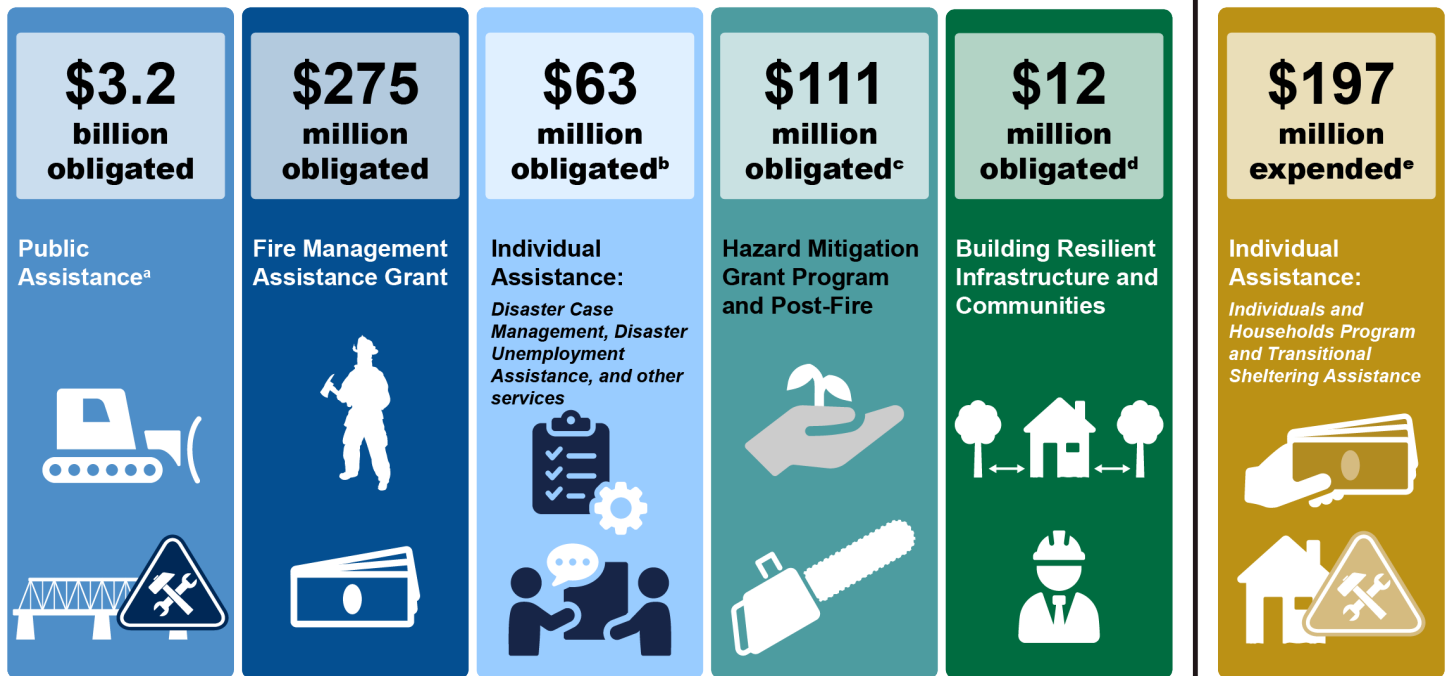 $3.2
billion
obligated
Public
Assistanceᵃ
$275
million
obligated
Fire Management
Assistance Grant
$63
million
obligatedᵇ
Individual
Assistance:
Disaster Case
Management, Disaster
Unemployment
Assistance, and other
services
$111
million
obligatedᶜ
Hazard Mitigation
Grant Program
and Post-Fire
$12
million
obligatedᵈ
Building Resilient
Infrastructure and
Communities
$197
million
expendedᵉ
Individual
Assistance:
Individuals and
Households Program
and Transitional
Sheltering Assistance